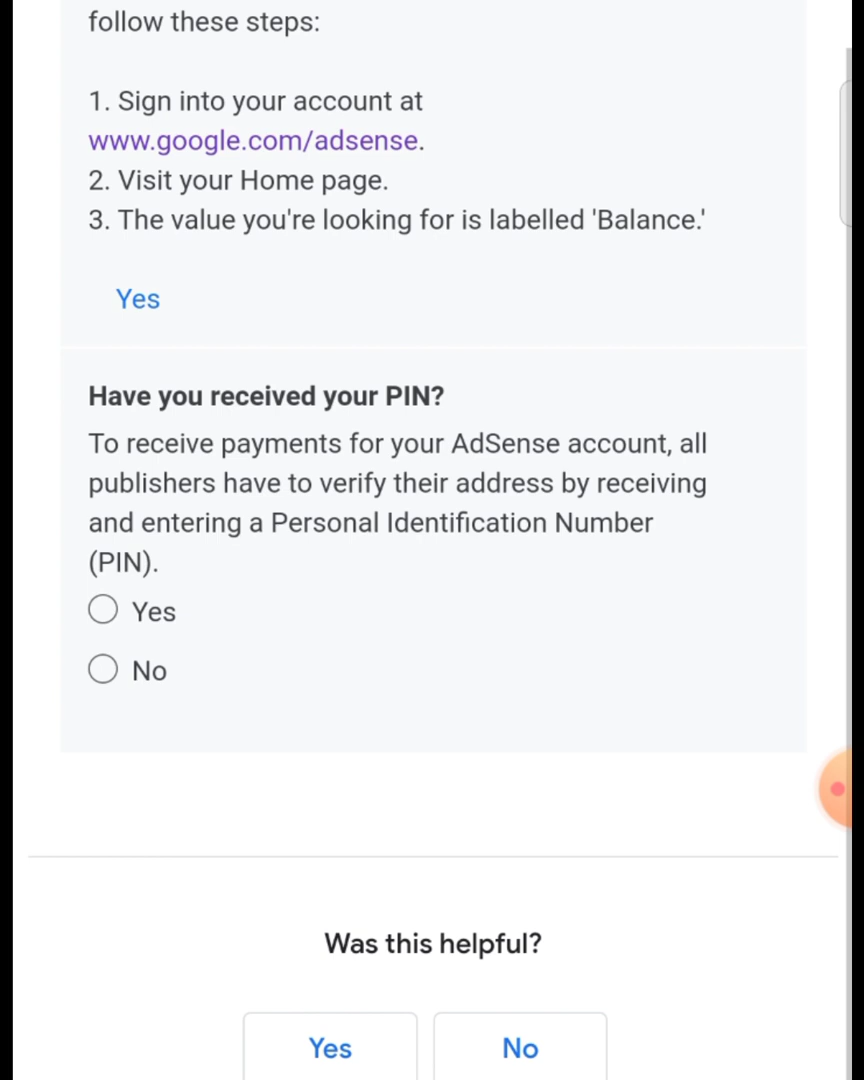 follow these steps:
1. Sign into your account at
www.google.com/adsense.
2. Visit your Home page.
3. The value you're looking for is labelled 'Balance.'
Yes
Have you received your PIN?
To receive payments for your AdSense account, all
publishers have to verify their address by receiving
and entering a Personal Identification Number
(PIN).
Yes
No
Was this helpful?
Yes
No